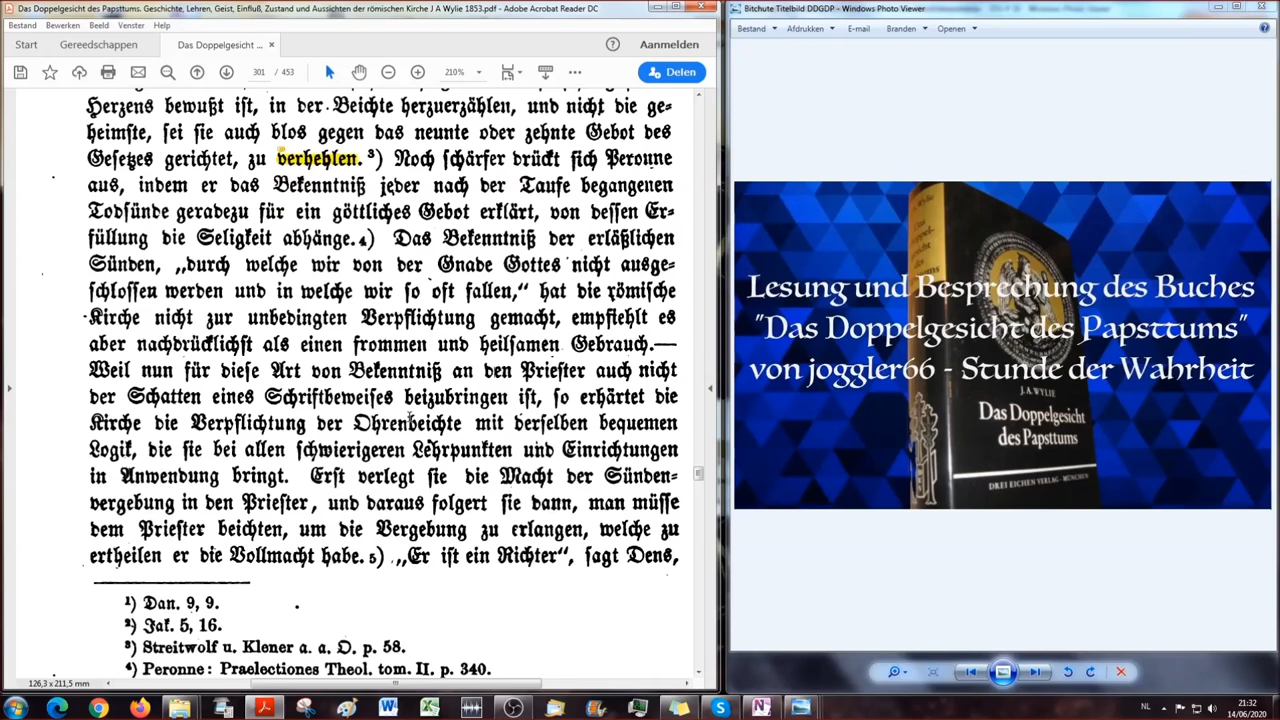 Das Doppelgesicht des Papsttums. Geschichte, Lehren, Geist, Einfluß, Zustand und Aussichten der römischen Kirche J A Wylie 1853.pdf - Adobe Acrobat Reader DC
Bestand Bewerken Beeld Venster Help
Start Gereedschappen Das Doppelgesicht ... × Aanmelden
301 / 453 210% Delen
Herzens bewußt ist, in der Beichte herzuerzählen, und nicht die ge-
heimste, sei sie auch blos gegen das neunte oder zehnte Gebot des
Gesetzes gerichtet, zu verhehlen. ³) Noch schärfer drückt sich Peronne
aus, indem er das Bekenntniß jeder nach der Taufe begangenen
Todsünde geradezu für ein göttliches Gebot erklärt, von dessen Er-
füllung die Seligkeit abhänge.4) Das Bekenntniß der erläßlichen
Sünden, „durch welche wir von der Gnade Gottes nicht ausge-
schlossen werden und in welche wir so oft fallen,“ hat die römische
Kirche nicht zur unbedingten Verpflichtung gemacht, empfiehlt es
aber nachdrücklichst als einen frommen und heilsamen Gebrauch.—
Weil nun für diese Art von Bekenntniß an den Priester auch nicht
der Schatten eines Schriftbeweises beizubringen ist, so erhärtet die
Kirche die Verpflichtung der Ohrenbeichte mit derselben bequemen
Logik, die sie bei allen schwierigeren Lehrpunkten und Einrichtungen
in Anwendung bringt. Erst verlegt sie die Macht der Sünden-
vergebung in den Priester, und daraus folgert sie dann, man müsse
dem Priester beichten, um die Vergebung zu erlangen, welche zu
ertheilen er die Vollmacht habe. 5) „Er ist ein Richter“, sagt Dens,
¹) Dan. 9, 9.
²) Jak. 5, 16.
³) Streitwolf u. Klener a. a. O. p. 58.
⁴) Peronne: Praelectiones Theol. tom. II. p. 340.
126,3 x 211,5 mm
Bitchute Titelbild DDGDP - Windows Photo Viewer
Bestand Afdrukken E-mail Branden Openen
Lesung und Besprechung des Buches
"Das Doppelgesicht des Papsttums"
von joggler66 - Stunde der Wahrheit
J. A. WYLIE
Das Doppelgesicht
des Papsttums
DREI EICHEN VERLAG · MÜNCHEN
NL 21:32
14/06/2020